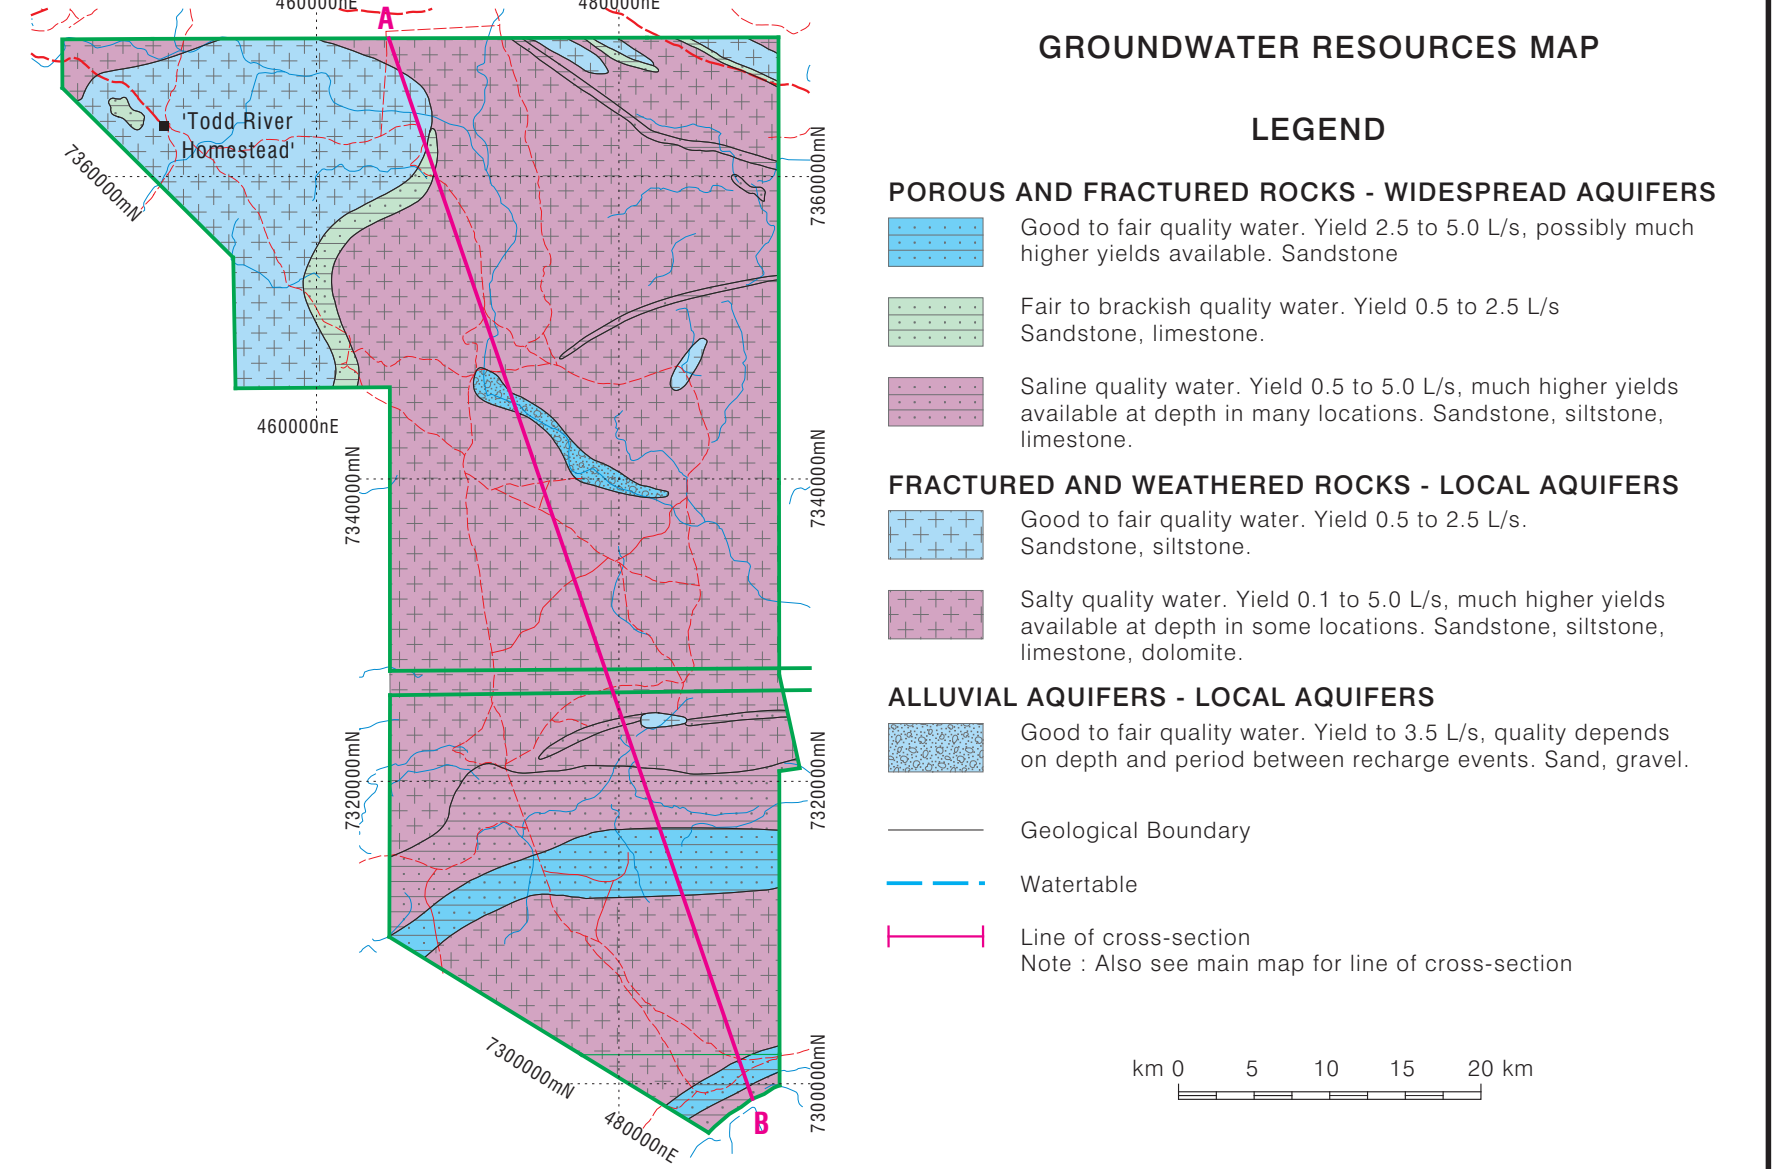 460000nE
480000nE
A
'Todd River
Homestead'
7360000mN
7360000mN
460000nE
7340000mN
7340000mN
7320000mN
7320000mN
7300000mN
7300000mN
480000nE
B
GROUNDWATER RESOURCES MAP
LEGEND
POROUS AND FRACTURED ROCKS - WIDESPREAD AQUIFERS
Good to fair quality water. Yield 2.5 to 5.0 L/s, possibly much
higher yields available. Sandstone
Fair to brackish quality water. Yield 0.5 to 2.5 L/s
Sandstone, limestone.
Saline quality water. Yield 0.5 to 5.0 L/s, much higher yields
available at depth in many locations. Sandstone, siltstone,
limestone.
FRACTURED AND WEATHERED ROCKS - LOCAL AQUIFERS
Good to fair quality water. Yield 0.5 to 2.5 L/s.
Sandstone, siltstone.
Salty quality water. Yield 0.1 to 5.0 L/s, much higher yields
available at depth in some locations. Sandstone, siltstone,
limestone, dolomite.
ALLUVIAL AQUIFERS - LOCAL AQUIFERS
Good to fair quality water. Yield to 3.5 L/s, quality depends
on depth and period between recharge events. Sand, gravel.
Geological Boundary
Watertable
Line of cross-section
Note : Also see main map for line of cross-section
km 0 5 10 15 20 km